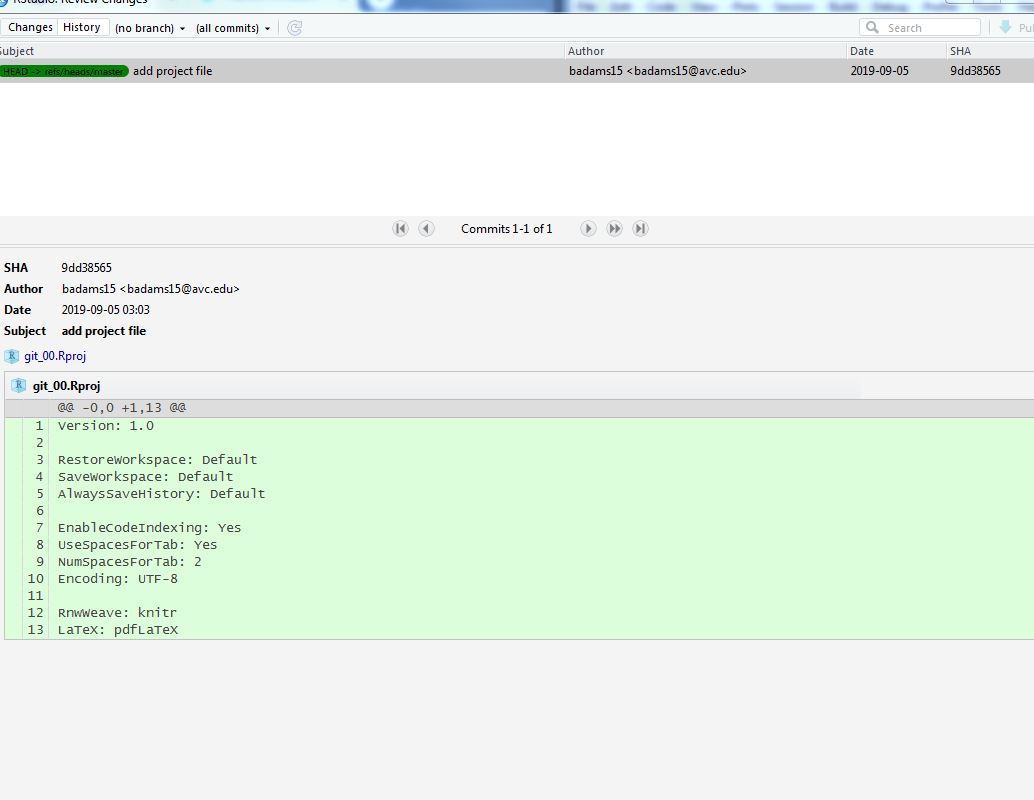 RStudio: Review Changes
Changes History (no branch) (all commits) Search Pu
Subject Author Date SHA
HEAD -> refs/heads/master add project file badams15 <badams15@avc.edu> 2019-09-05 9dd38565
Commits 1-1 of 1
SHA 9dd38565
Author badams15 <badams15@avc.edu>
Date 2019-09-05 03:03
Subject add project file
git_00.Rproj
git_00.Rproj
@@ -0,0 +1,13 @@
1 Version: 1.0
2
3 RestoreWorkspace: Default
4 SaveWorkspace: Default
5 AlwaysSaveHistory: Default
6
7 EnableCodeIndexing: Yes
8 UseSpacesForTab: Yes
9 NumSpacesForTab: 2
10 Encoding: UTF-8
11
12 RnwWeave: knitr
13 LaTeX: pdfLaTeX